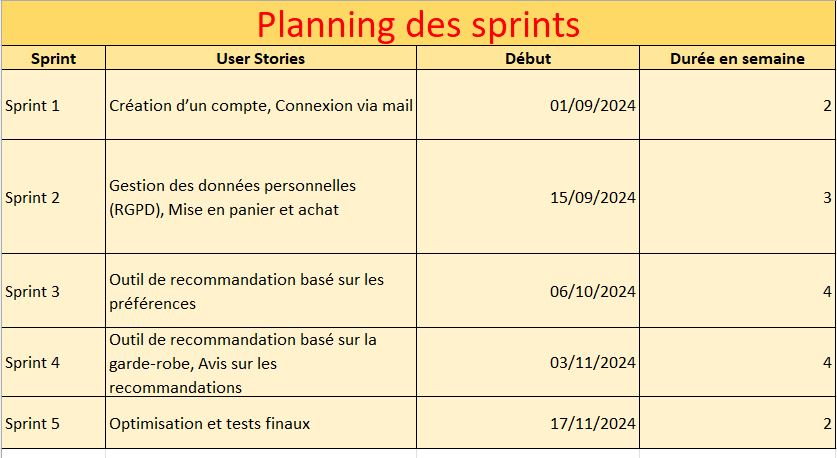 Planning des sprints
Sprint User Stories Début Durée en semaine
Sprint 1 Création d’un compte, Connexion via mail 01/09/2024 2
Gestion des données personnelles
Sprint 2 (RGPD), Mise en panier et achat 15/09/2024 3
Outil de recommandation basé sur les
Sprint 3 préférences 06/10/2024 4
Outil de recommandation basé sur la
Sprint 4 garde-robe, Avis sur les 03/11/2024 4
recommandations
Sprint 5 Optimisation et tests finaux 17/11/2024 2